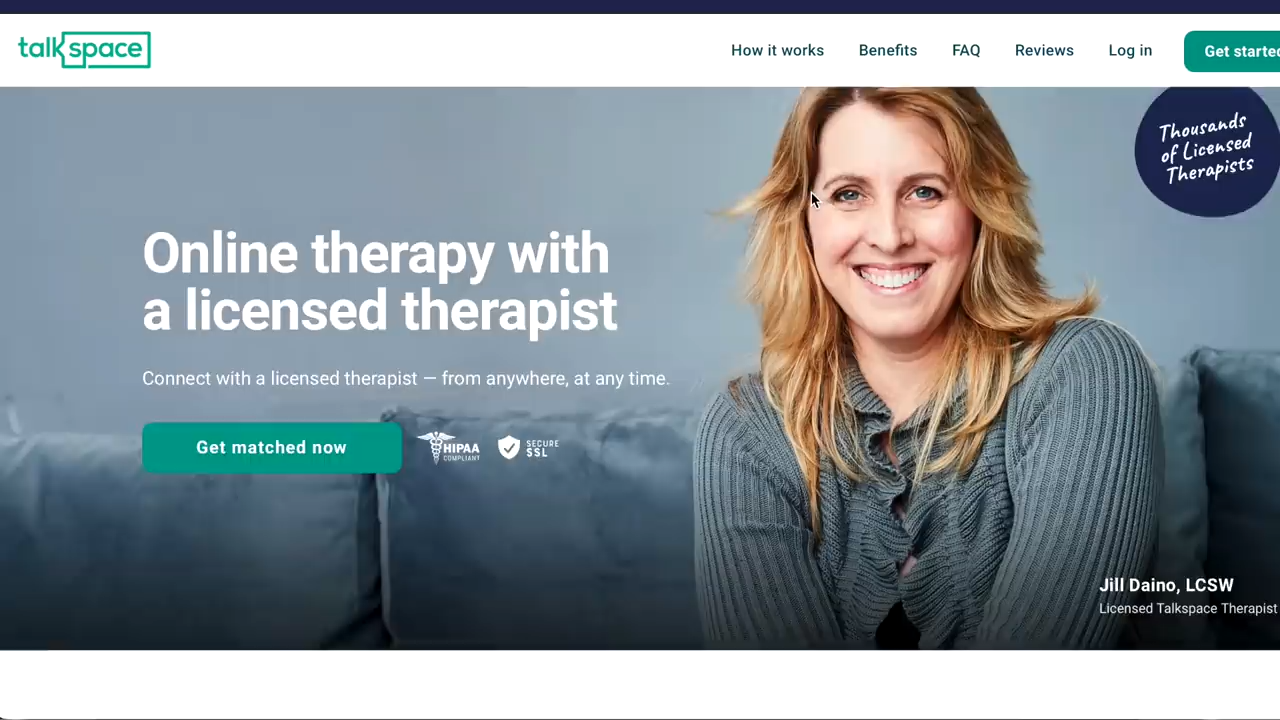 talkspace
How it works
Benefits
FAQ
Reviews
Log in
Get started
Thousands
of Licensed
Therapists
Online therapy with
a licensed therapist
Connect with a licensed therapist — from anywhere, at any time.
Get matched now
HIPAA
COMPLIANT
SECURE
SSL
Jill Daino, LCSW
Licensed Talkspace Therapist